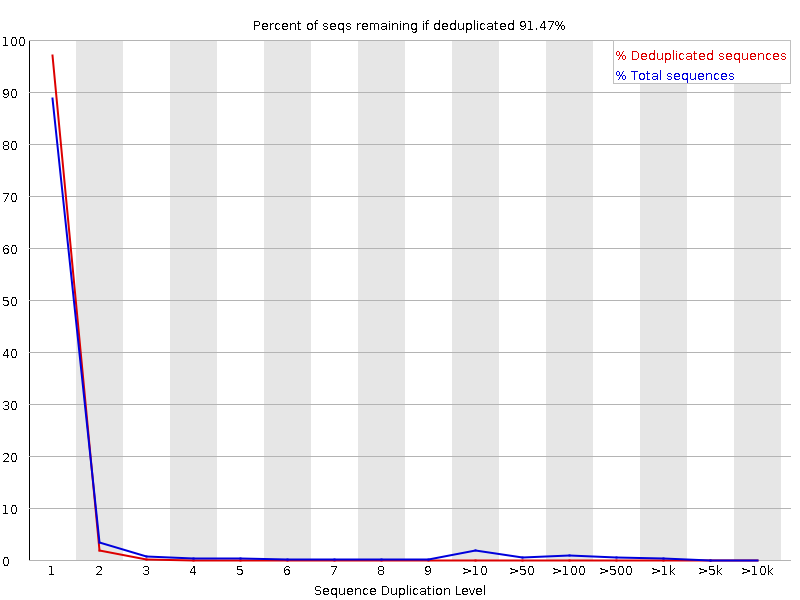 Percent of seqs remaining if deduplicated 91.47%
% Deduplicated sequences
% Total sequences
100
90
80
70
60
50
40
30
20
10
0
1 2 3 4 5 6 7 8 9 >10 >50 >100 >500 >1k >5k >10k
Sequence Duplication Level